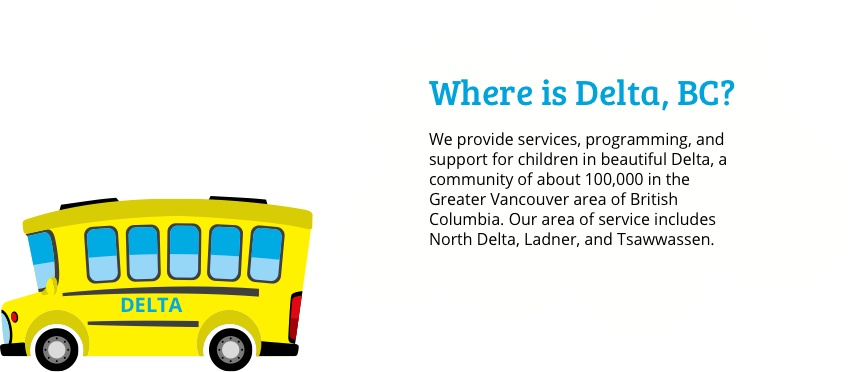 Where is Delta, BC?
We provide services, programming, and
support for children in beautiful Delta, a
community of about 100,000 in the
Greater Vancouver area of British
Columbia. Our area of service includes
North Delta, Ladner, and Tsawwassen.
DELTA